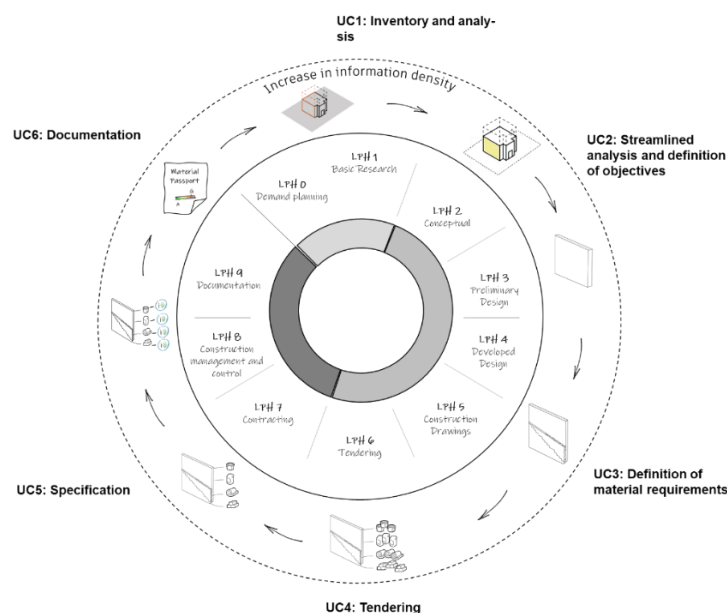 UC1: Inventory and analy-
sis
Increase in information density
UC6: Documentation
UC2: Streamlined
analysis and definition
of objectives
Material
Passport
A
G
LPH 0
Demand planning
LPH 1
Basic Research
LPH 2
Conceptual
LPH 3
Preliminary
Design
LPH 4
Developed
Design
LPH 5
Construction
Drawings
LPH 6
Tendering
LPH 7
Contracting
LPH 8
Construction
management and
control
LPH 9
Documentation
UC3: Definition of
material requirements
UC5: Specification
UC4: Tendering